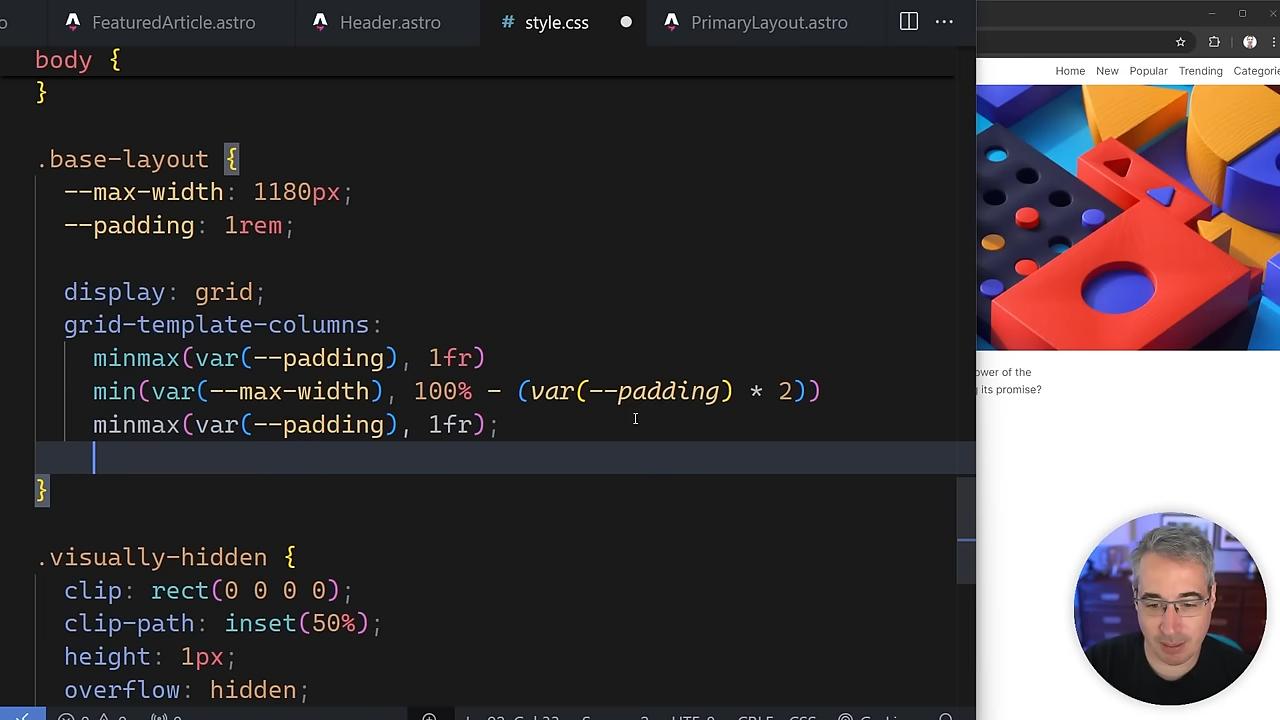 FeaturedArticle.astro
Header.astro
# style.css
PrimaryLayout.astro
body {
}
.base-layout {
--max-width: 1180px;
--padding: 1rem;
display: grid;
grid-template-columns:
minmax(var(--padding), 1fr)
min(var(--max-width), 100% - (var(--padding) * 2))
minmax(var(--padding), 1fr);
}
.visually-hidden {
clip: rect(0 0 0 0);
clip-path: inset(50%);
height: 1px;
overflow: hidden;
Home New Popular Trending Categorie
ower of the
its promise?